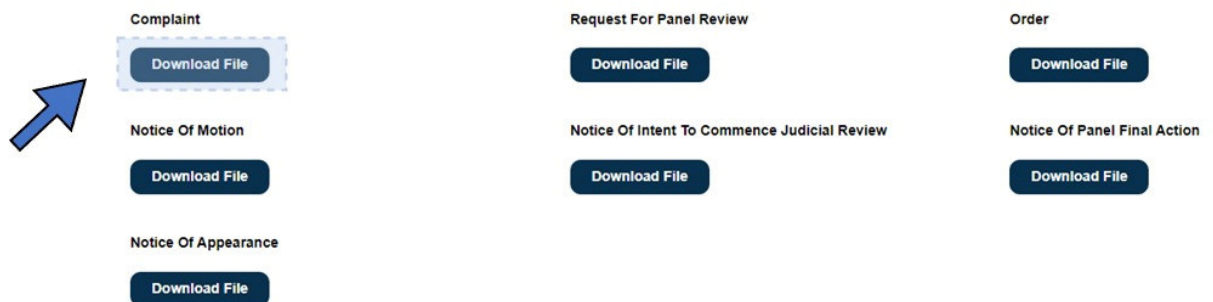 Complaint
Request For Panel Review
Order
Download File
Download File
Download File
Notice Of Motion
Notice Of Intent To Commence Judicial Review
Notice Of Panel Final Action
Download File
Download File
Download File
Notice Of Appearance
Download File